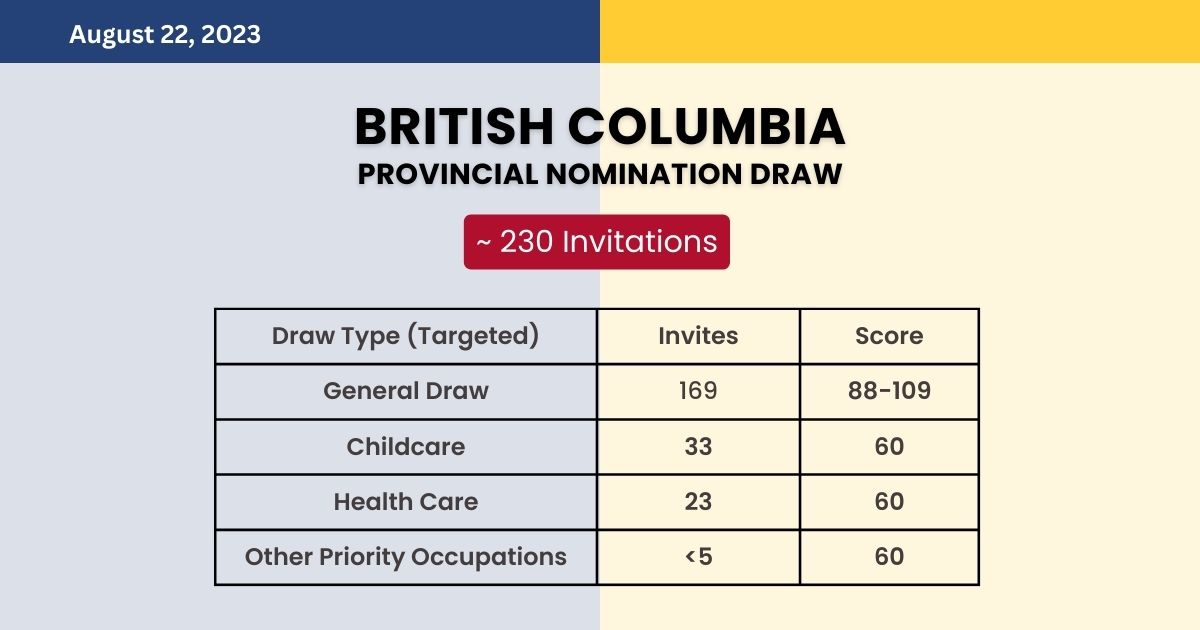 August 22, 2023
BRITISH COLUMBIA
PROVINCIAL NOMINATION DRAW
~ 230 Invitations
Draw Type (Targeted) Invites Score
General Draw 169 88-109
Childcare 33 60
Health Care 23 60
Other Priority Occupations <5 60